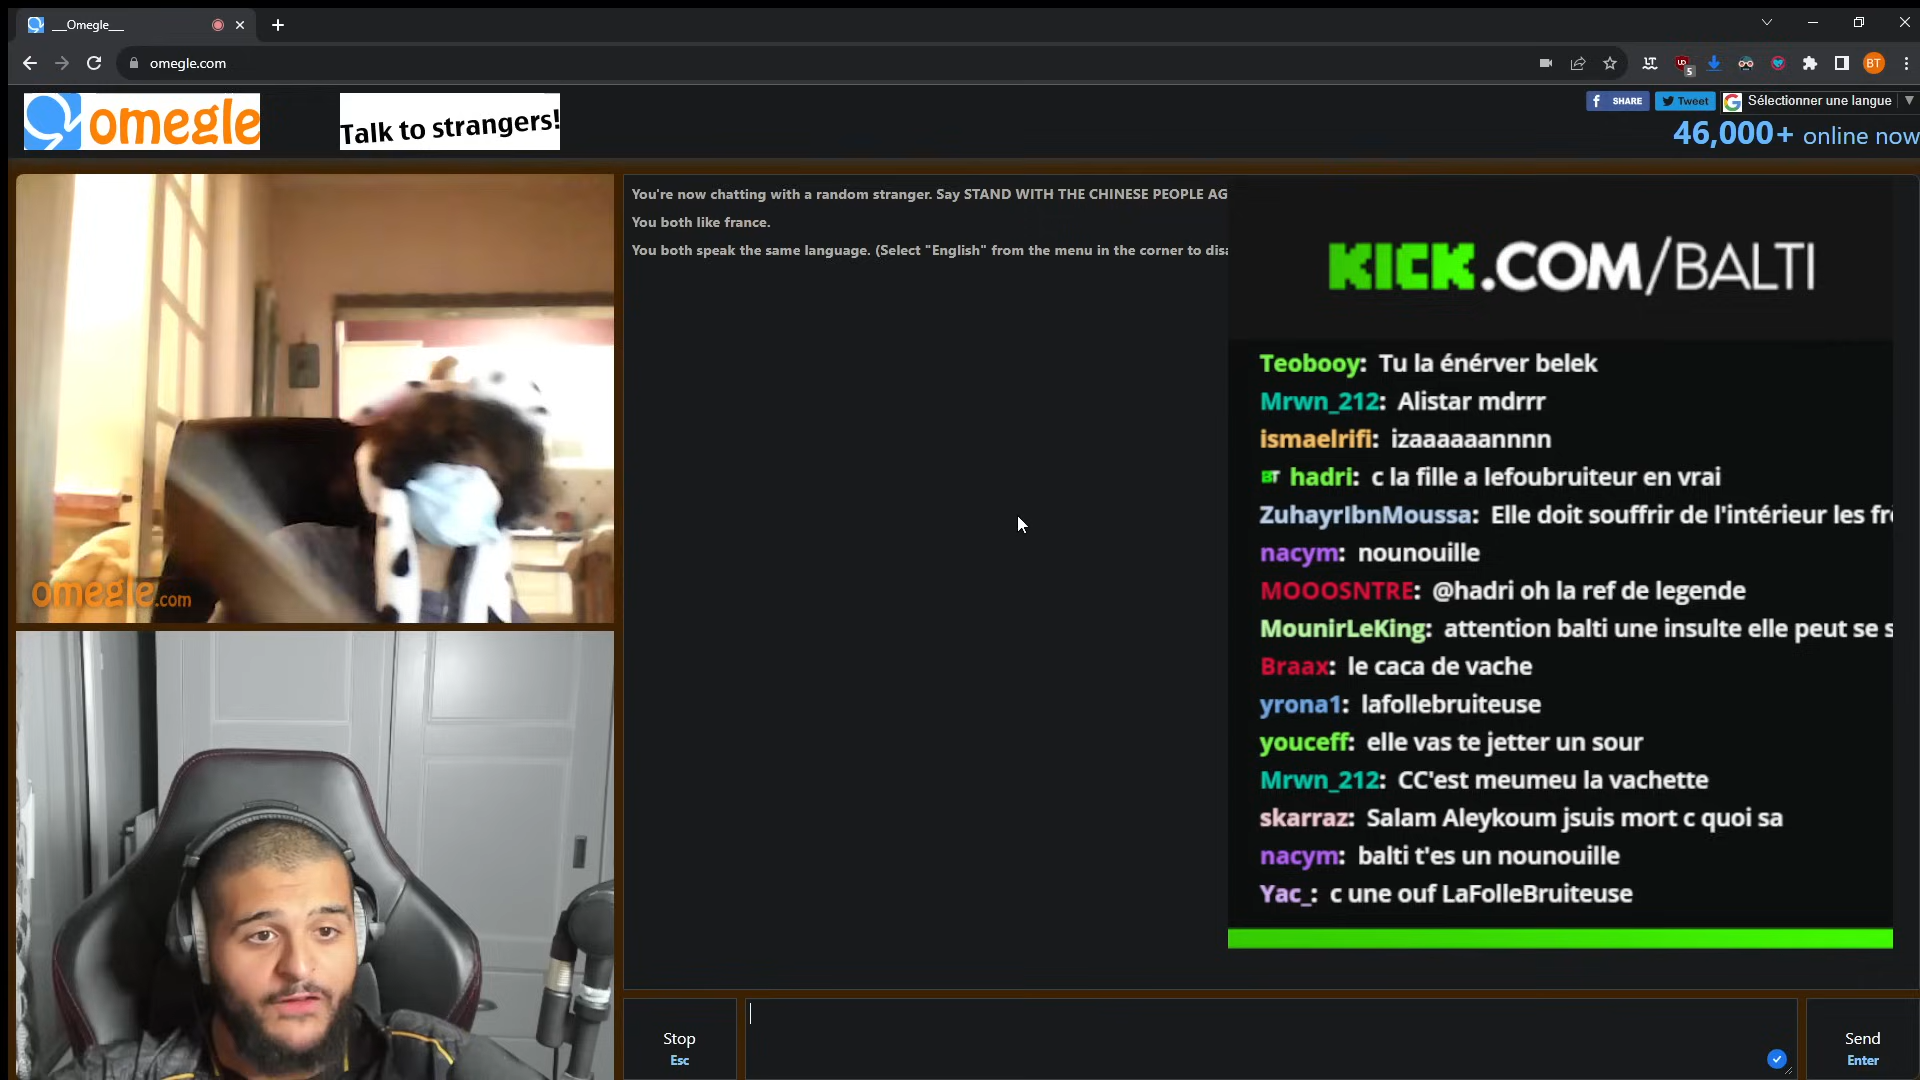 __Omegle__
omegle.com
5
BT
omegle
Talk to strangers!
SHARE
Tweet
Sélectionner une langue
46,000+ online now
You're now chatting with a random stranger. Say STAND WITH THE CHINESE PEOPLE AG
You both like france.
You both speak the same language. (Select "English" from the menu in the corner to disa
KICK.COM/BALTI
Teobooy: Tu la énérver belek
Mrwn_212: Alistar mdrrr
ismaelrifi: izaaaaaannnn
BT hadri: c la fille a lefoubruiteur en vrai
ZuhayrIbnMoussa: Elle doit souffrir de l'intérieur les fr
nacym: nounouille
MOOOSNTRE: @hadri oh la ref de legende
MounirLeKing: attention balti une insulte elle peut se s
Braax: le caca de vache
yrona1: lafollebruiteuse
youceff: elle vas te jetter un sour
Mrwn_212: CC'est meumeu la vachette
skarraz: Salam Aleykoum jsuis mort c quoi sa
nacym: balti t'es un nounouille
Yac_: c une ouf LaFolleBruiteuse
omegle.com
Stop
Esc
Send
Enter